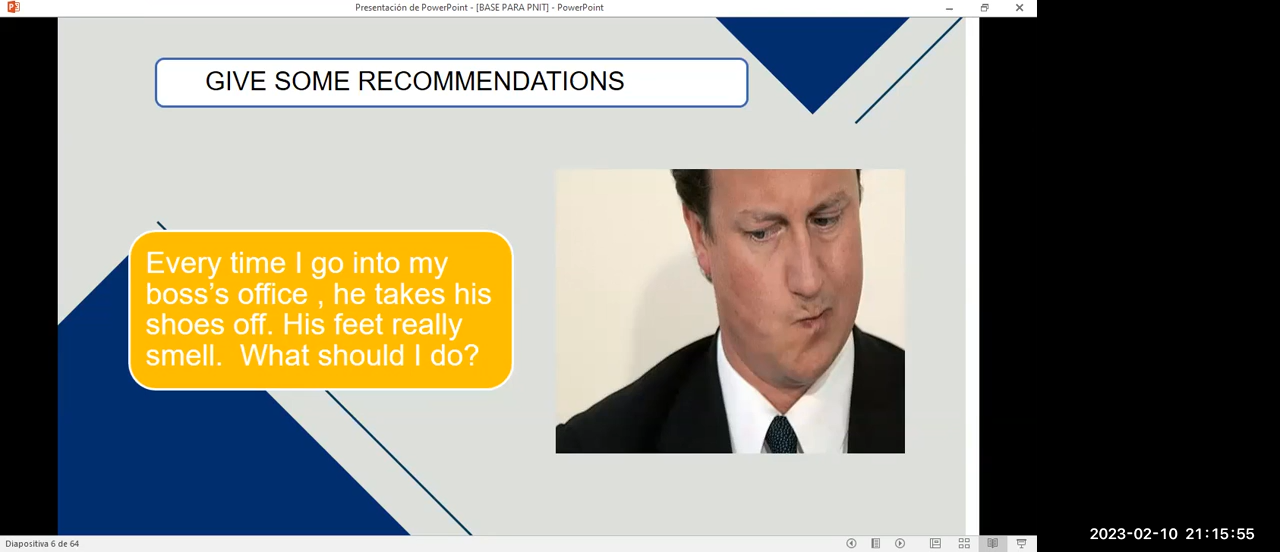 Presentación de PowerPoint - [BASE PARA PNIT] - PowerPoint
GIVE SOME RECOMMENDATIONS
Every time I go into my
boss’s office , he takes his
shoes off. His feet really
smell.  What should I do?
Diapositiva 6 de 64
2023-02-10 21:15:55